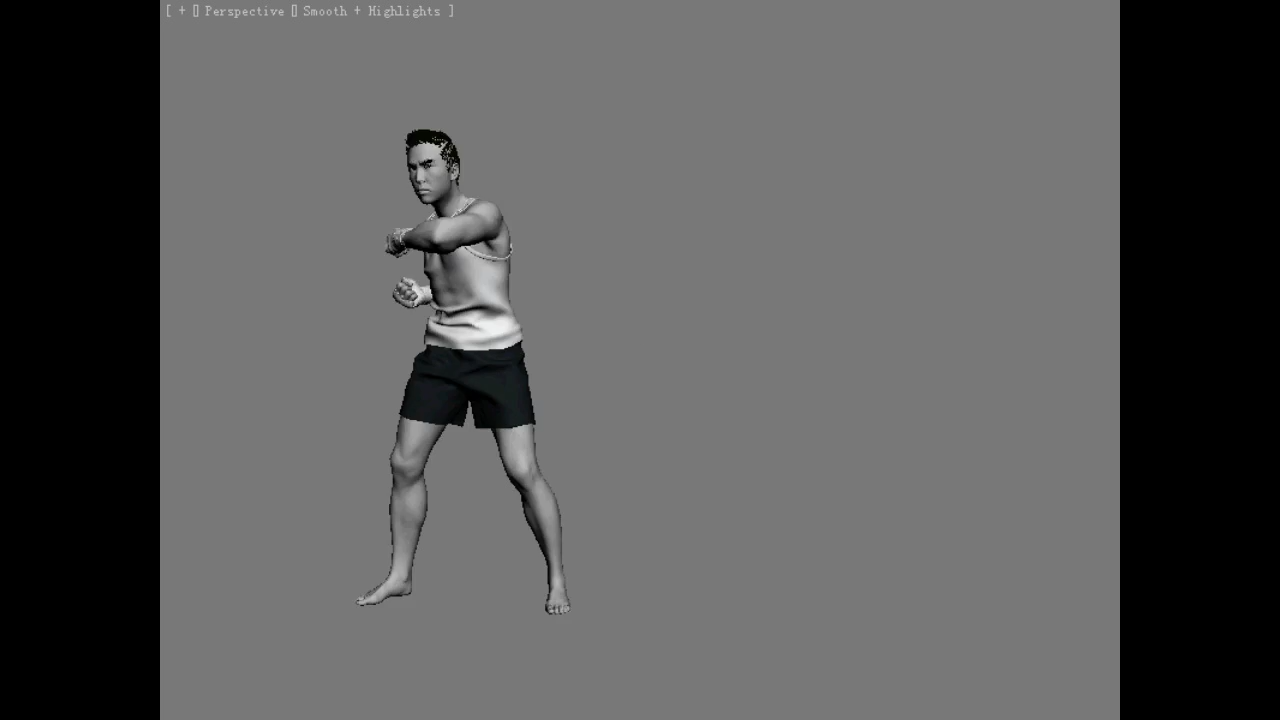 [ + [] Perspective [] Smooth + Highlights ]